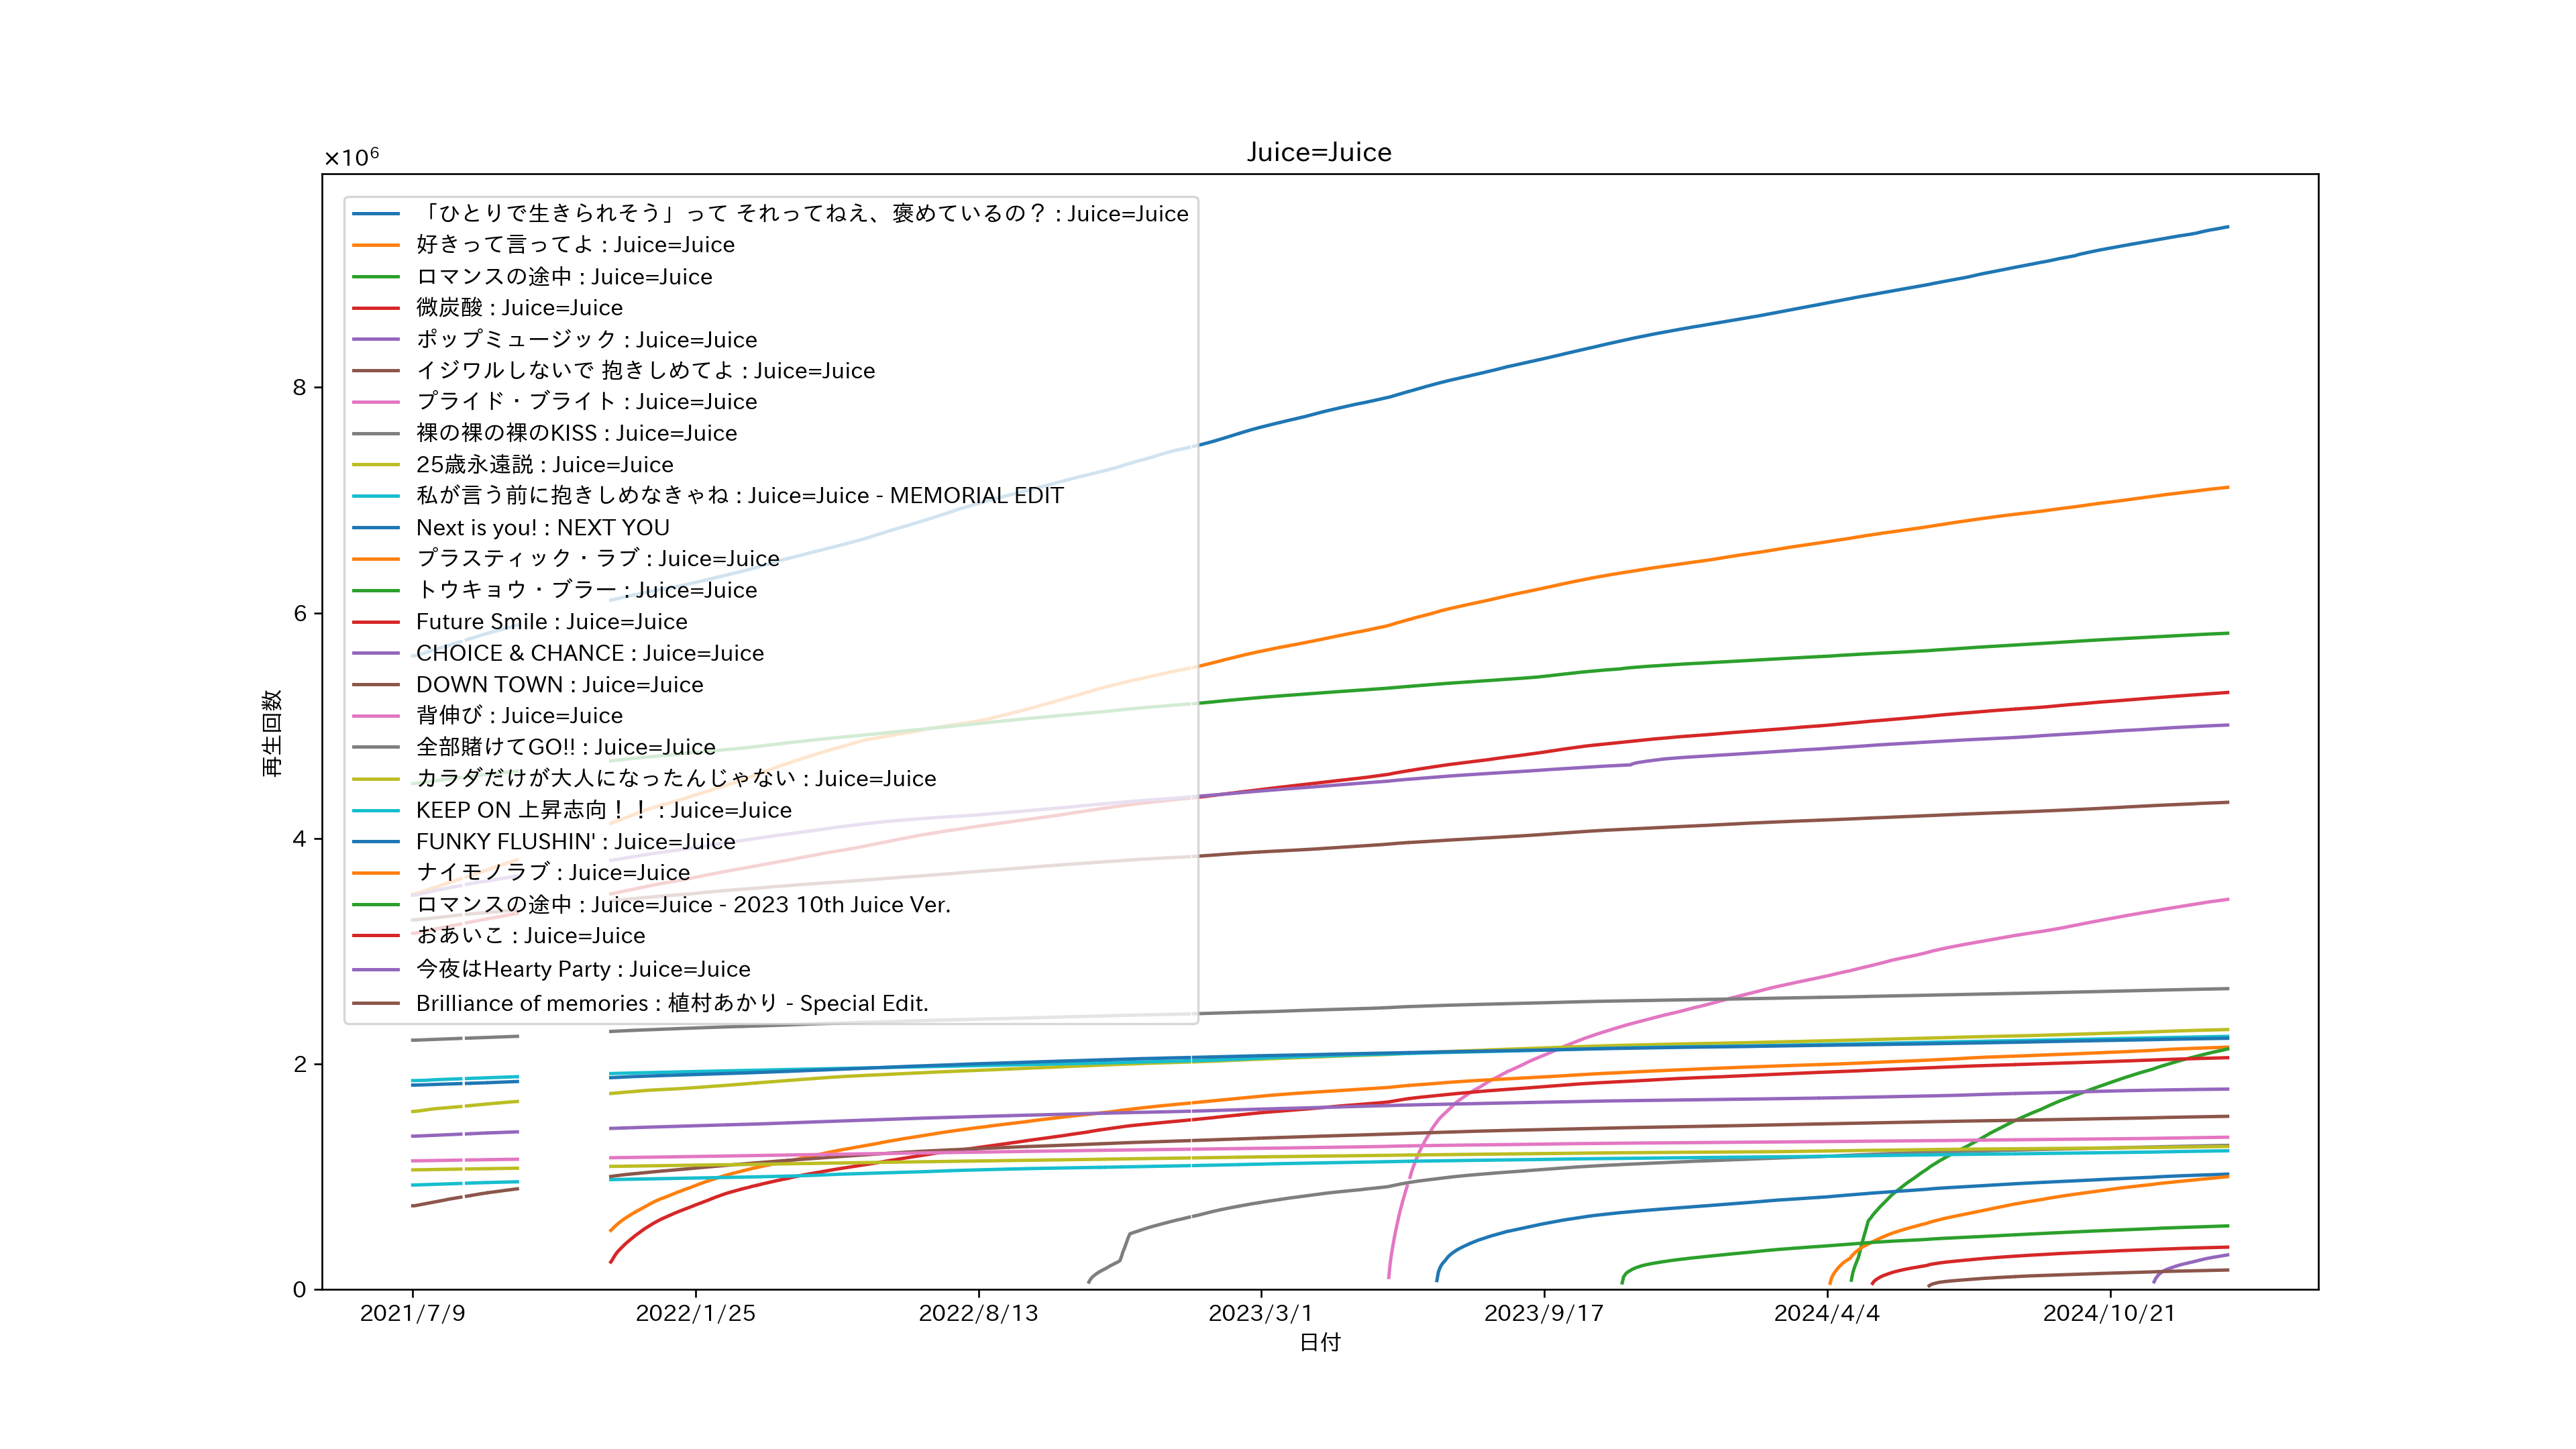 Juice=Juice
×10⁶
「ひとりで生きられそう」って それってねえ、褒めているの？ : Juice=Juice
好きって言ってよ : Juice=Juice
ロマンスの途中 : Juice=Juice
微炭酸 : Juice=Juice
ポップミュージック : Juice=Juice
イジワルしないで 抱きしめてよ : Juice=Juice
プライド・ブライト : Juice=Juice
裸の裸の裸のKISS : Juice=Juice
25歳永遠説 : Juice=Juice
私が言う前に抱きしめなきゃね : Juice=Juice - MEMORIAL EDIT
Next is you! : NEXT YOU
プラスティック・ラブ : Juice=Juice
トウキョウ・ブラー : Juice=Juice
Future Smile : Juice=Juice
CHOICE & CHANCE : Juice=Juice
DOWN TOWN : Juice=Juice
背伸び : Juice=Juice
全部賭けてGO!! : Juice=Juice
カラダだけが大人になったんじゃない : Juice=Juice
KEEP ON 上昇志向！！ : Juice=Juice
FUNKY FLUSHIN' : Juice=Juice
ナイモノラブ : Juice=Juice
ロマンスの途中 : Juice=Juice - 2023 10th Juice Ver.
おあいこ : Juice=Juice
今夜はHearty Party : Juice=Juice
Brilliance of memories : 植村あかり - Special Edit.
再生回数
8
6
4
2
0
2021/7/9 2022/1/25 2022/8/13 2023/3/1 2023/9/17 2024/4/4 2024/10/21
日付